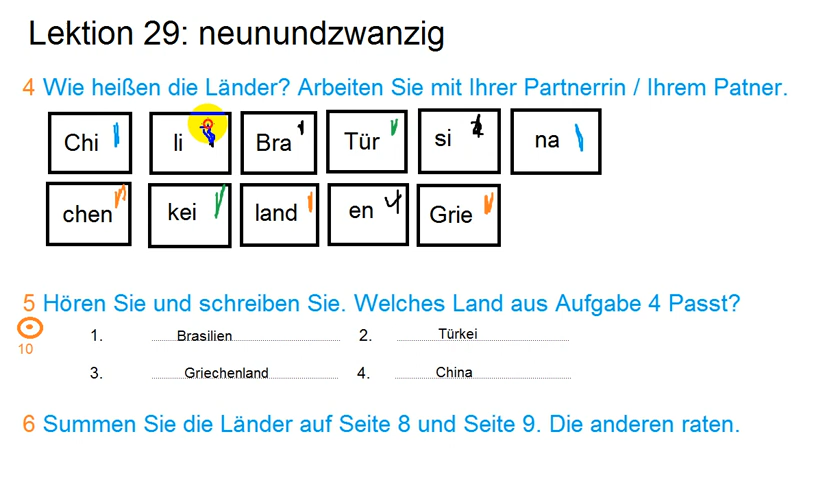 Lektion 29: neunundzwanzig
4 Wie heißen die Länder? Arbeiten Sie mit Ihrer Partnerrin / Ihrem Patner.
Chi li Bra Tür si na
chen kei land en Grie
5 Hören Sie und schreiben Sie. Welches Land aus Aufgabe 4 Passt?
10
1. Brasilien 2. Türkei
3. Griechenland 4. China
6 Summen Sie die Länder auf Seite 8 und Seite 9. Die anderen raten.